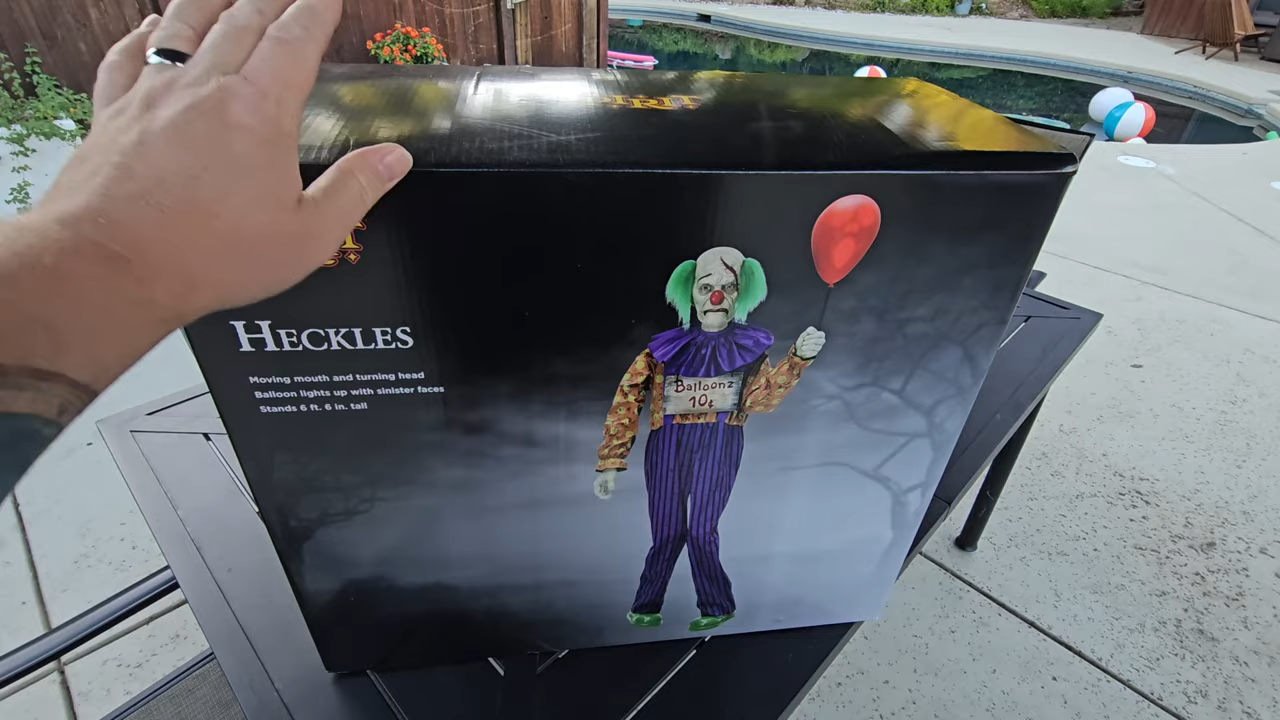 HECKLES
Moving mouth and turning head
Balloon lights up with sinister faces
Stands 6 ft. 6 in. tall
Balloonz
10¢